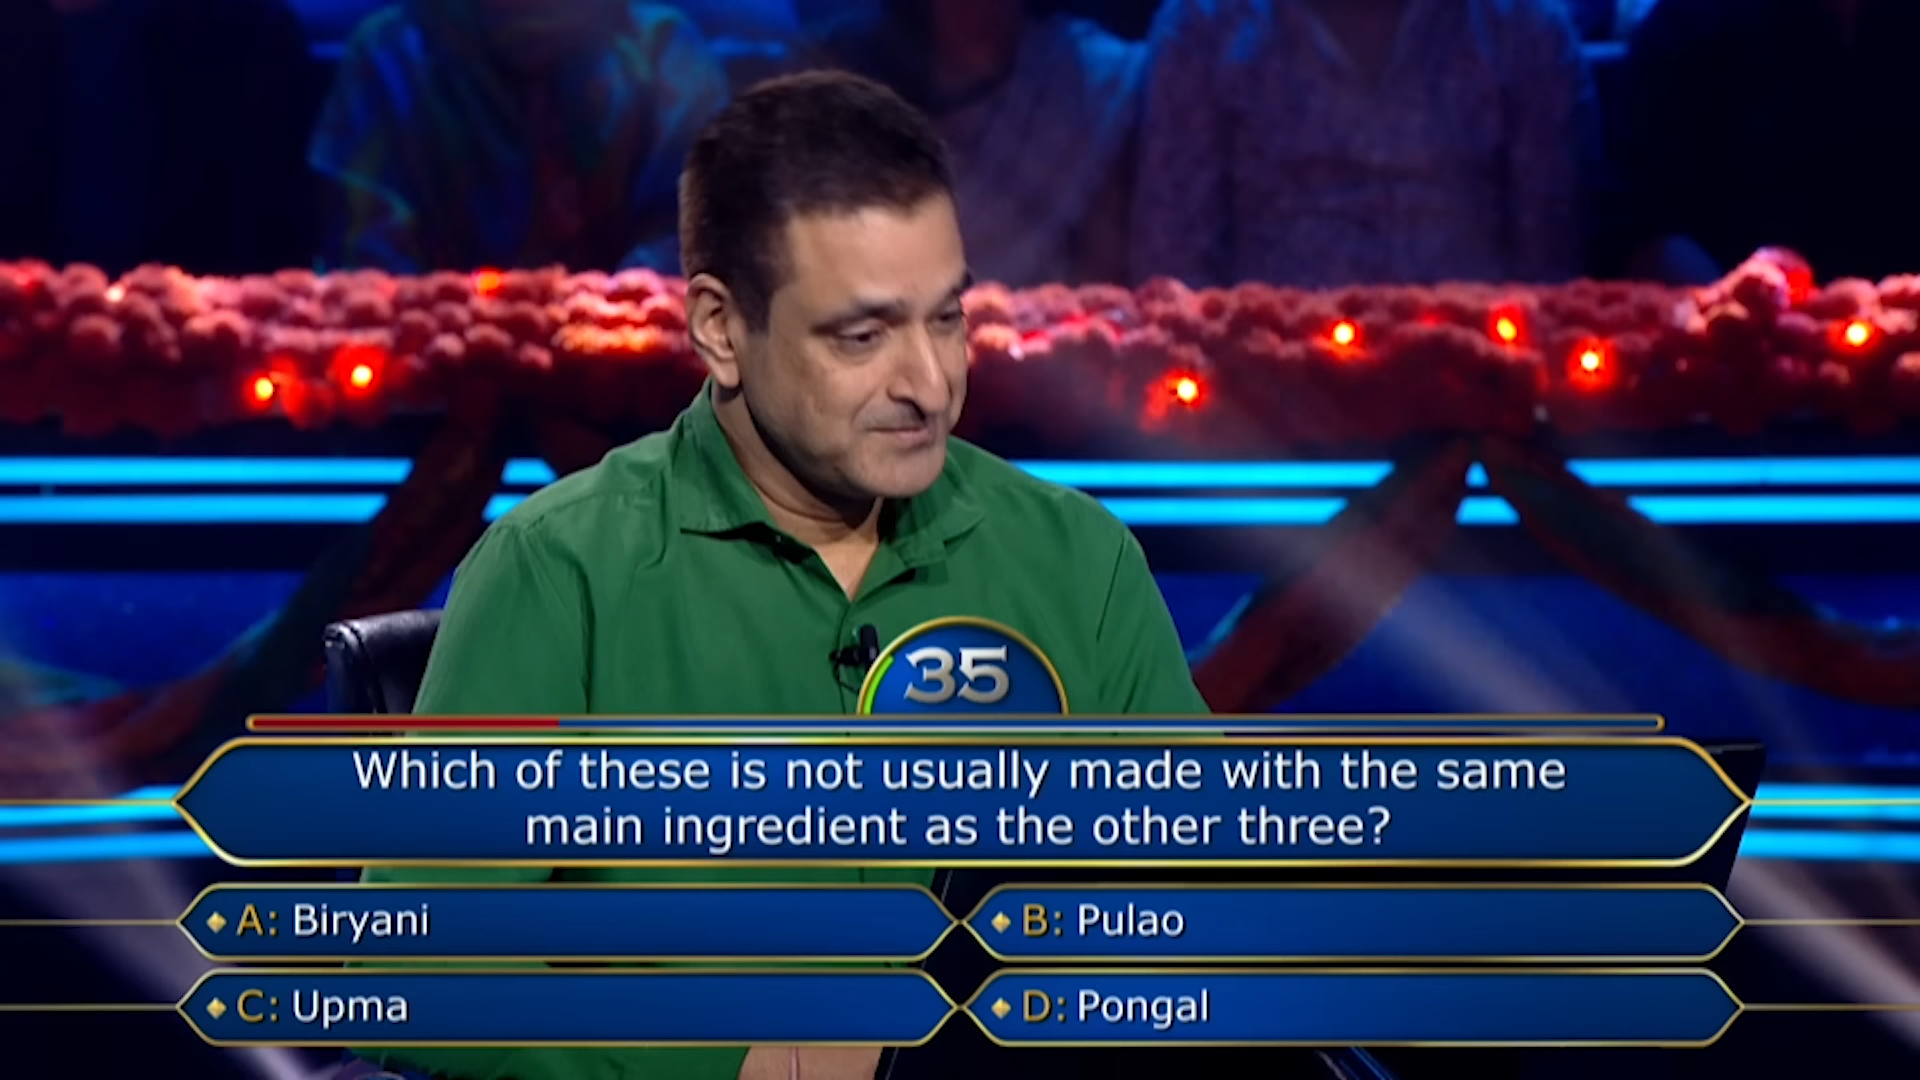 35
Which of these is not usually made with the same
main ingredient as the other three?
A: Biryani
B: Pulao
C: Upma
D: Pongal